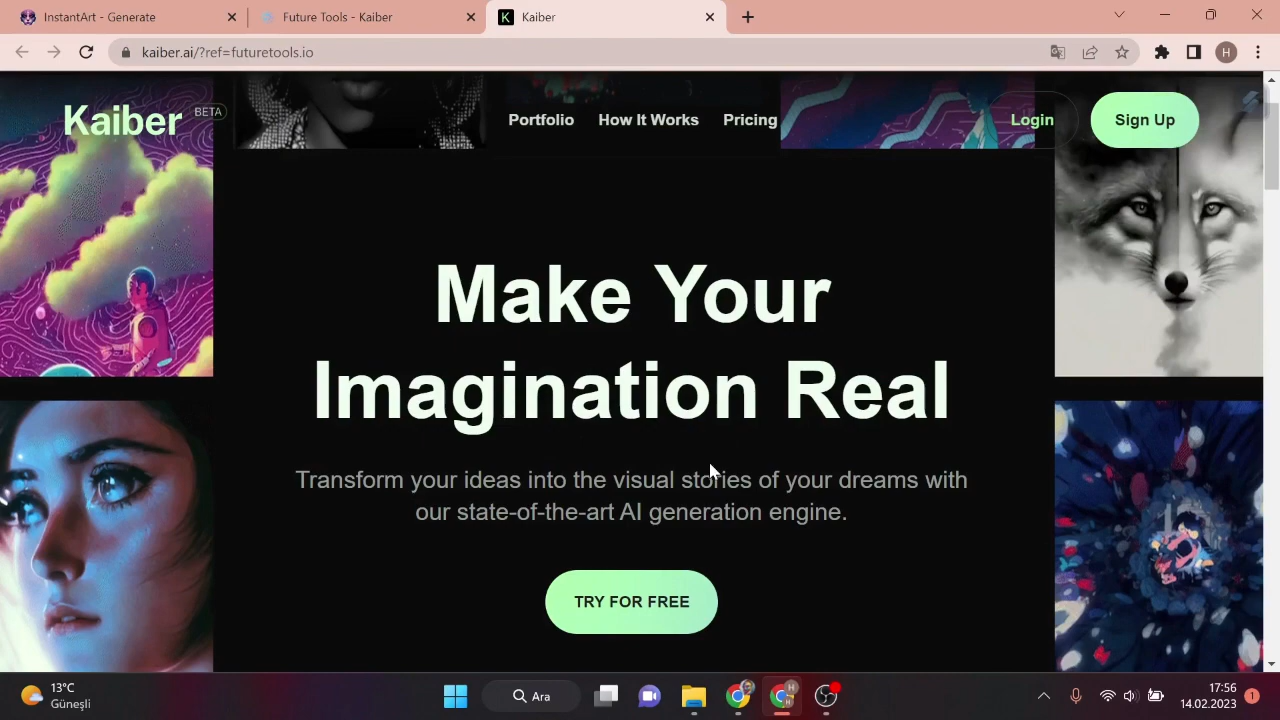 InstantArt - Generate
Future Tools - Kaiber
K
Kaiber
kaiber.ai/?ref=futuretools.io
H
Kaiber
BETA
Portfolio
How It Works
Pricing
Login
Sign Up
Make Your
Imagination Real
Transform your ideas into the visual stories of your dreams with
our state-of-the-art AI generation engine.
TRY FOR FREE
13°C
Güneşli
Ara
H
17:56
14.02.2023
1